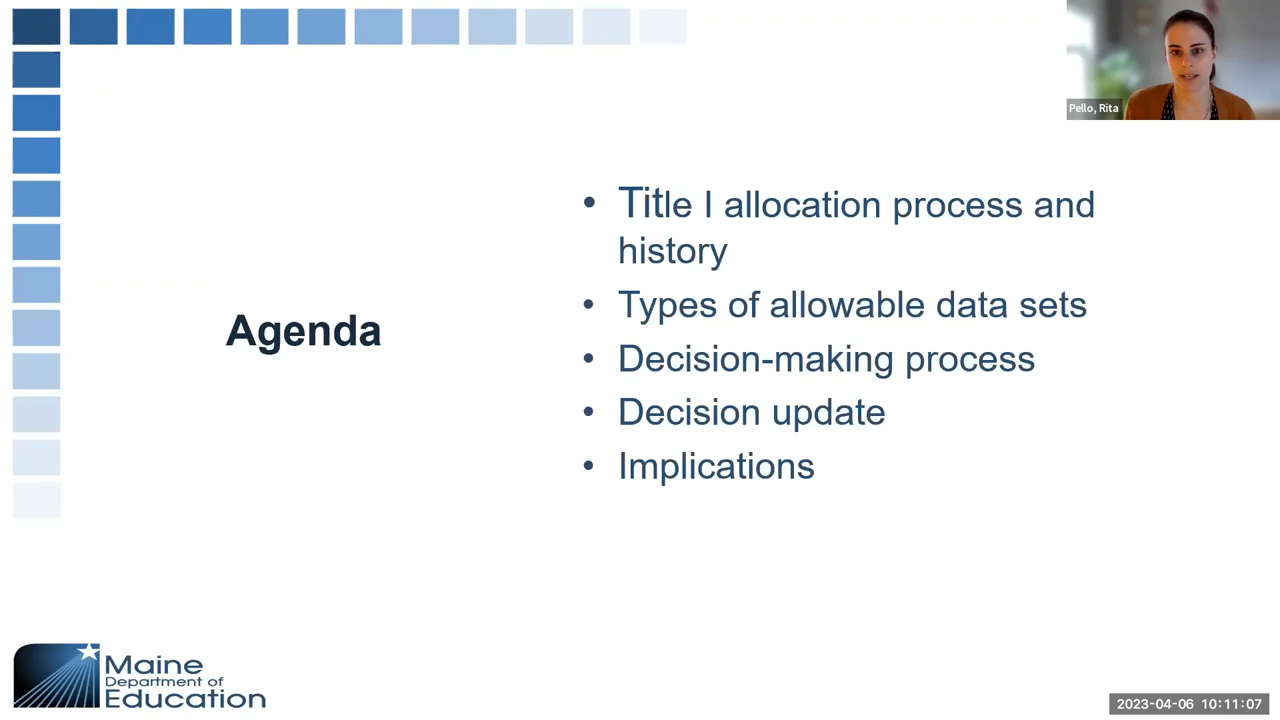 Pello, Rita
Agenda
• Title I allocation process and
history
• Types of allowable data sets
• Decision-making process
• Decision update
• Implications
Maine
Department of
Education
2023-04-06 10:11:07